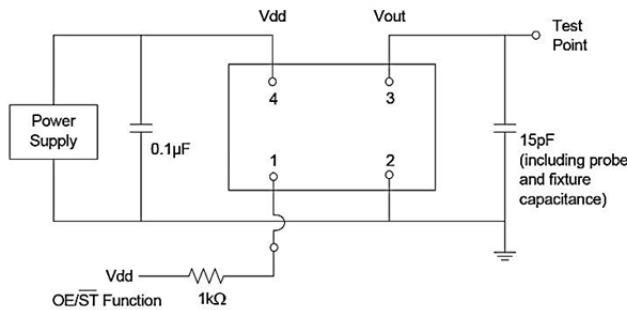 Vdd
Vout
Test
Point
4
3
Power
Supply
0.1µF
1
2
15pF
(including probe
and fixture
capacitance)
Vdd
OE/S̅T̅ Function
1kΩ